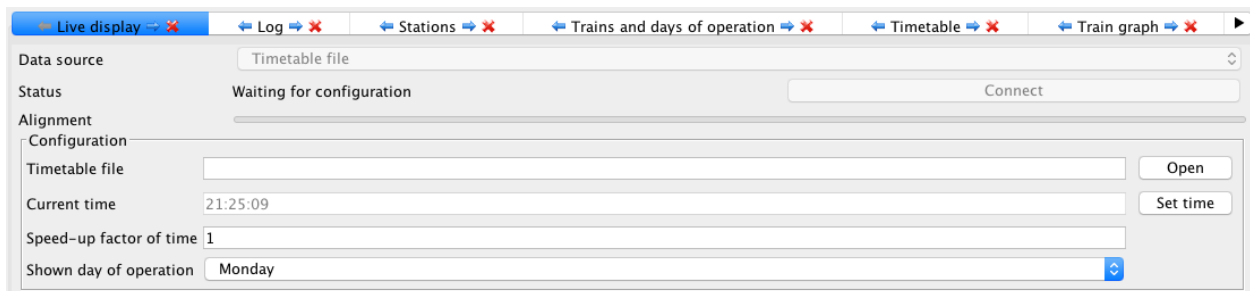 Live display Log Stations Trains and days of operation Timetable Train graph
Data source Timetable file
Status Waiting for configuration Connect
Alignment
Configuration
Timetable file Open
Current time 21:25:09 Set time
Speed-up factor of time 1
Shown day of operation Monday